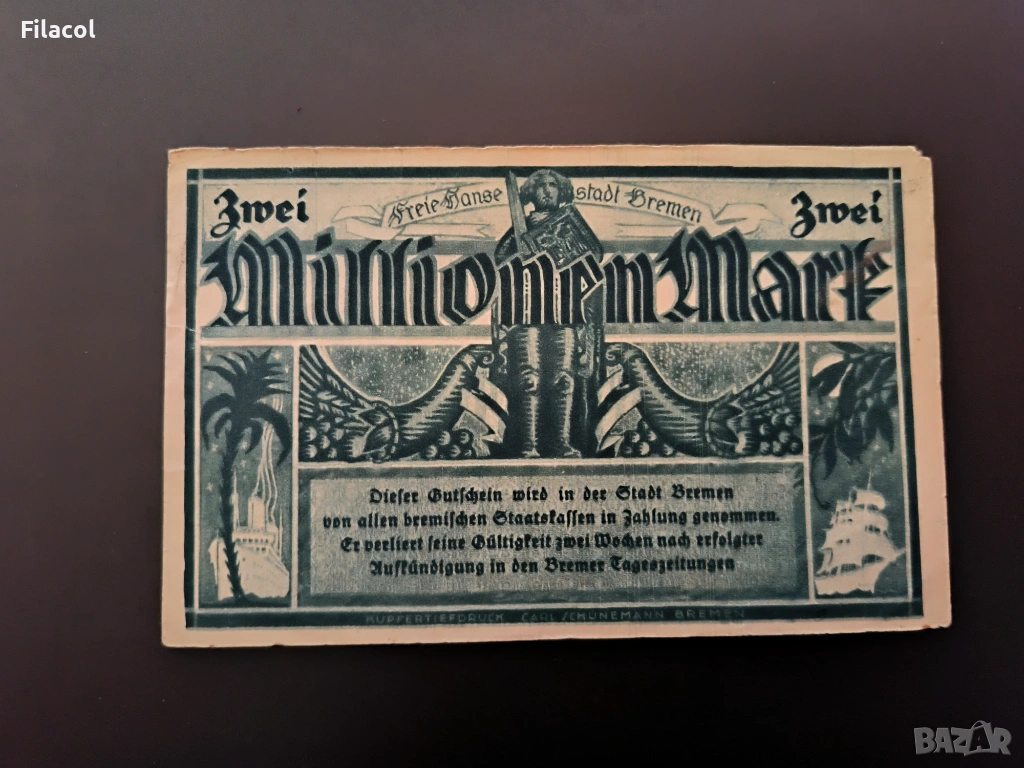 Filacol
Zwei Freie Hansestadt Bremen Zwei
Millionen Mark
Dieser Gutschein wird in der Stadt Bremen
von allen bremischen Staatskassen in Zahlung genommen.
Er verliert seine Gültigkeit zwei Wochen nach erfolgter
Aufkündigung in den Bremer Tageszeitungen
KUPFERTIEFDRUCK CARL SCHÜNEMANN BREMEN
BAZAR